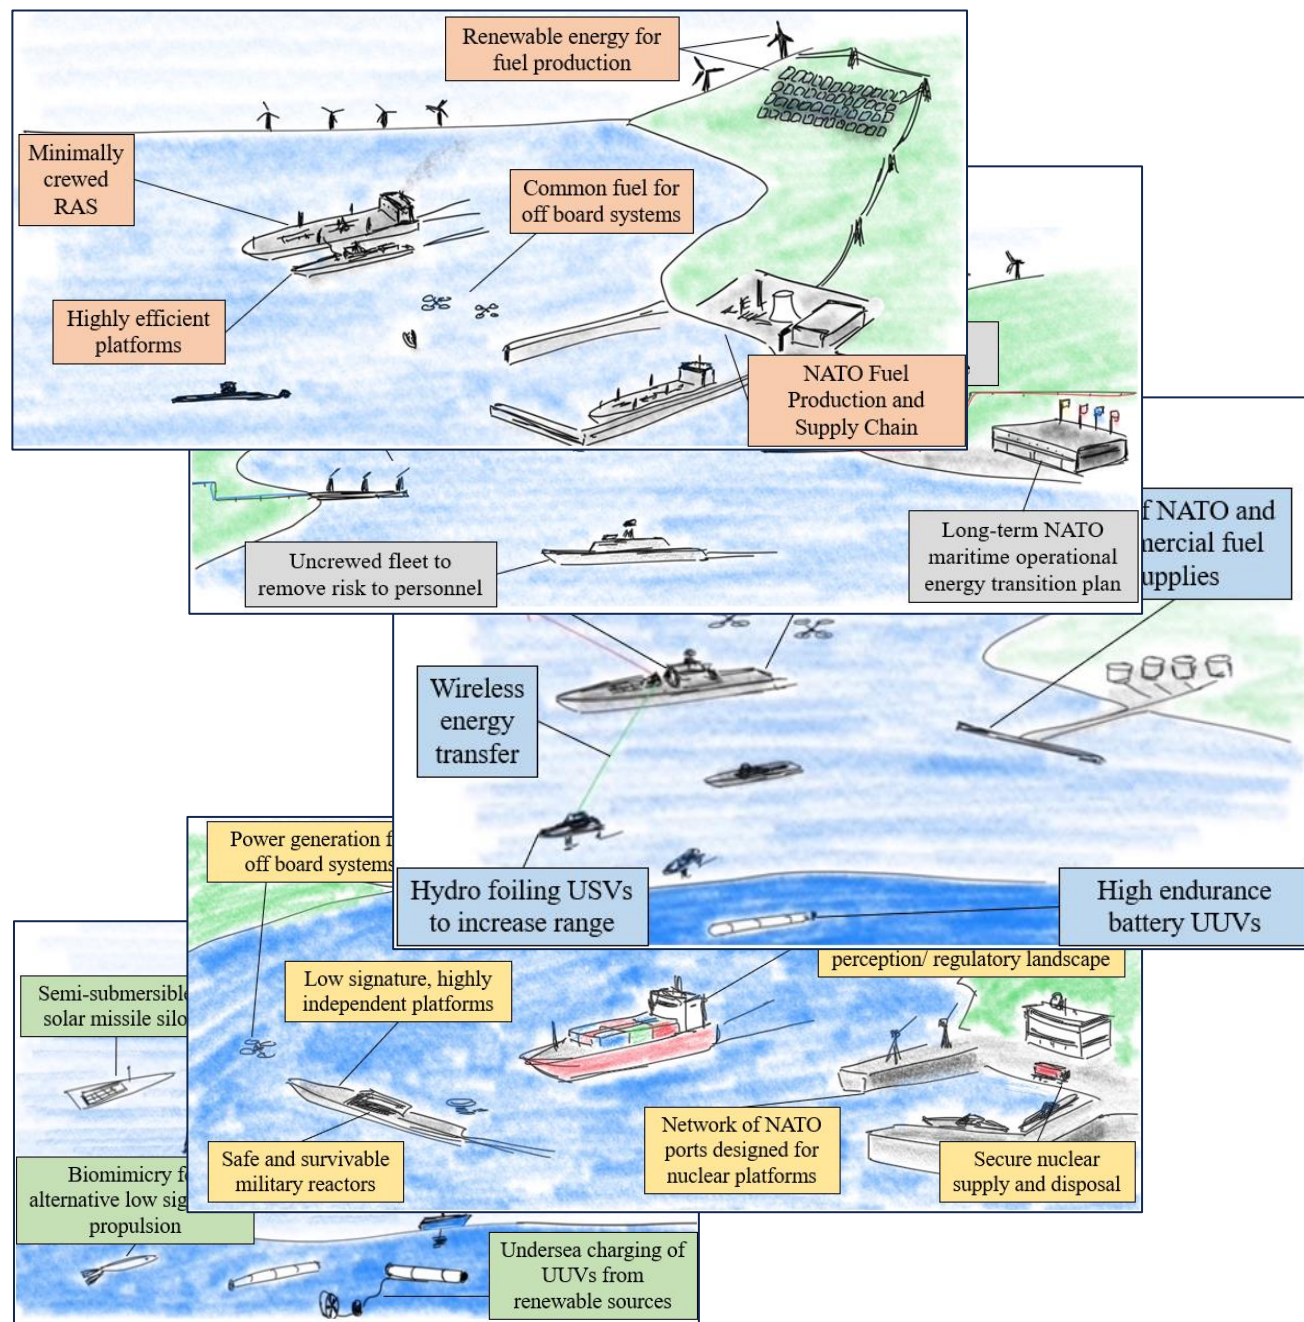 Renewable energy for
fuel production
Minimally
crewed
RAS
Common fuel for
off board systems
Highly efficient
platforms
NATO Fuel
Production and
Supply Chain
Uncrewed fleet to
remove risk to personnel
Long-term NATO
maritime operational
energy transition plan
NATO and
fuel
Wireless
energy
transfer
Hydro foiling USVs
to increase range
High endurance
battery UUVs
Power generation
off board systems
perception/ regulatory landscape
Low signature, highly
independent platforms
Safe and survivable
military reactors
Network of NATO
ports designed for
nuclear platforms
Secure nuclear
supply and disposal
Semi-submersible
solar missile silo
Biomimicry
alternative low
propulsion
Undersea charging of
UUVs from
renewable sources